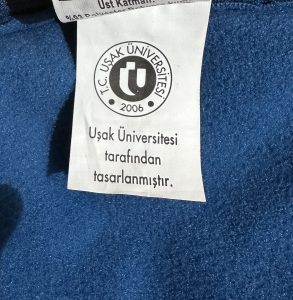 Üst Katman:
T.C. UŞAK ÜNİVERSİTESİ
2006
Uşak Üniversitesi
tarafından
tasarlanmıştır.